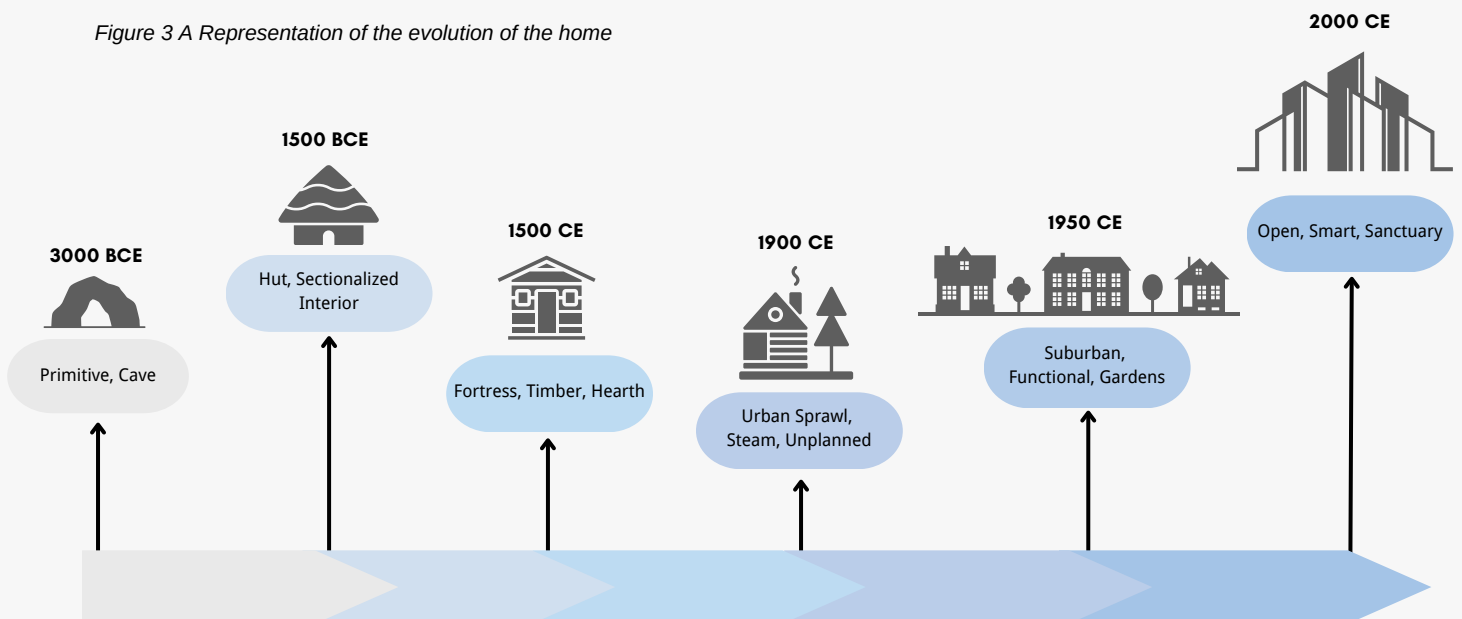 Figure 3 A Representation of the evolution of the home
3000 BCE
Primitive, Cave
1500 BCE
Hut, Sectionalized
Interior
1500 CE
Fortress, Timber, Hearth
1900 CE
Urban Sprawl,
Steam, Unplanned
1950 CE
Suburban,
Functional, Gardens
2000 CE
Open, Smart, Sanctuary